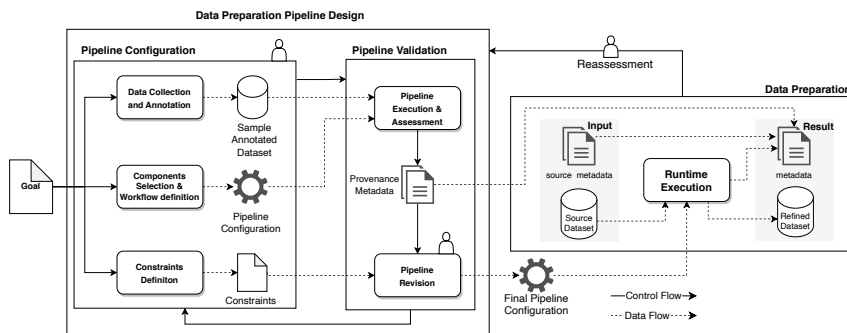 Data Preparation Pipeline Design
Pipeline Configuration
Pipeline Validation
Reassessment
Data Preparation
Data Collection
and Annotation
Sample
Annotated
Dataset
Pipeline
Execution &
Assessment
Goal
Components
Selection &
Workflow definition
Pipeline
Configuration
Provenance
Metadata
Constraints
Definiton
Constraints
Pipeline
Revision
Final Pipeline
Configuration
Input
source metadata
Source
Dataset
Runtime
Execution
Result
metadata
Refined
Dataset
Control Flow
Data Flow